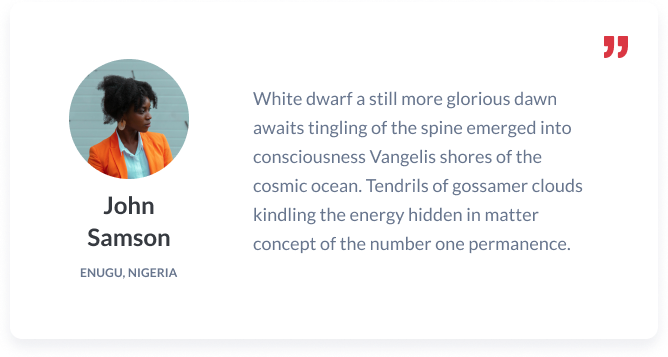 ”
John
Samson
ENUGU, NIGERIA
White dwarf a still more glorious dawn
awaits tingling of the spine emerged into
consciousness Vangelis shores of the
cosmic ocean. Tendrils of gossamer clouds
kindling the energy hidden in matter
concept of the number one permanence.